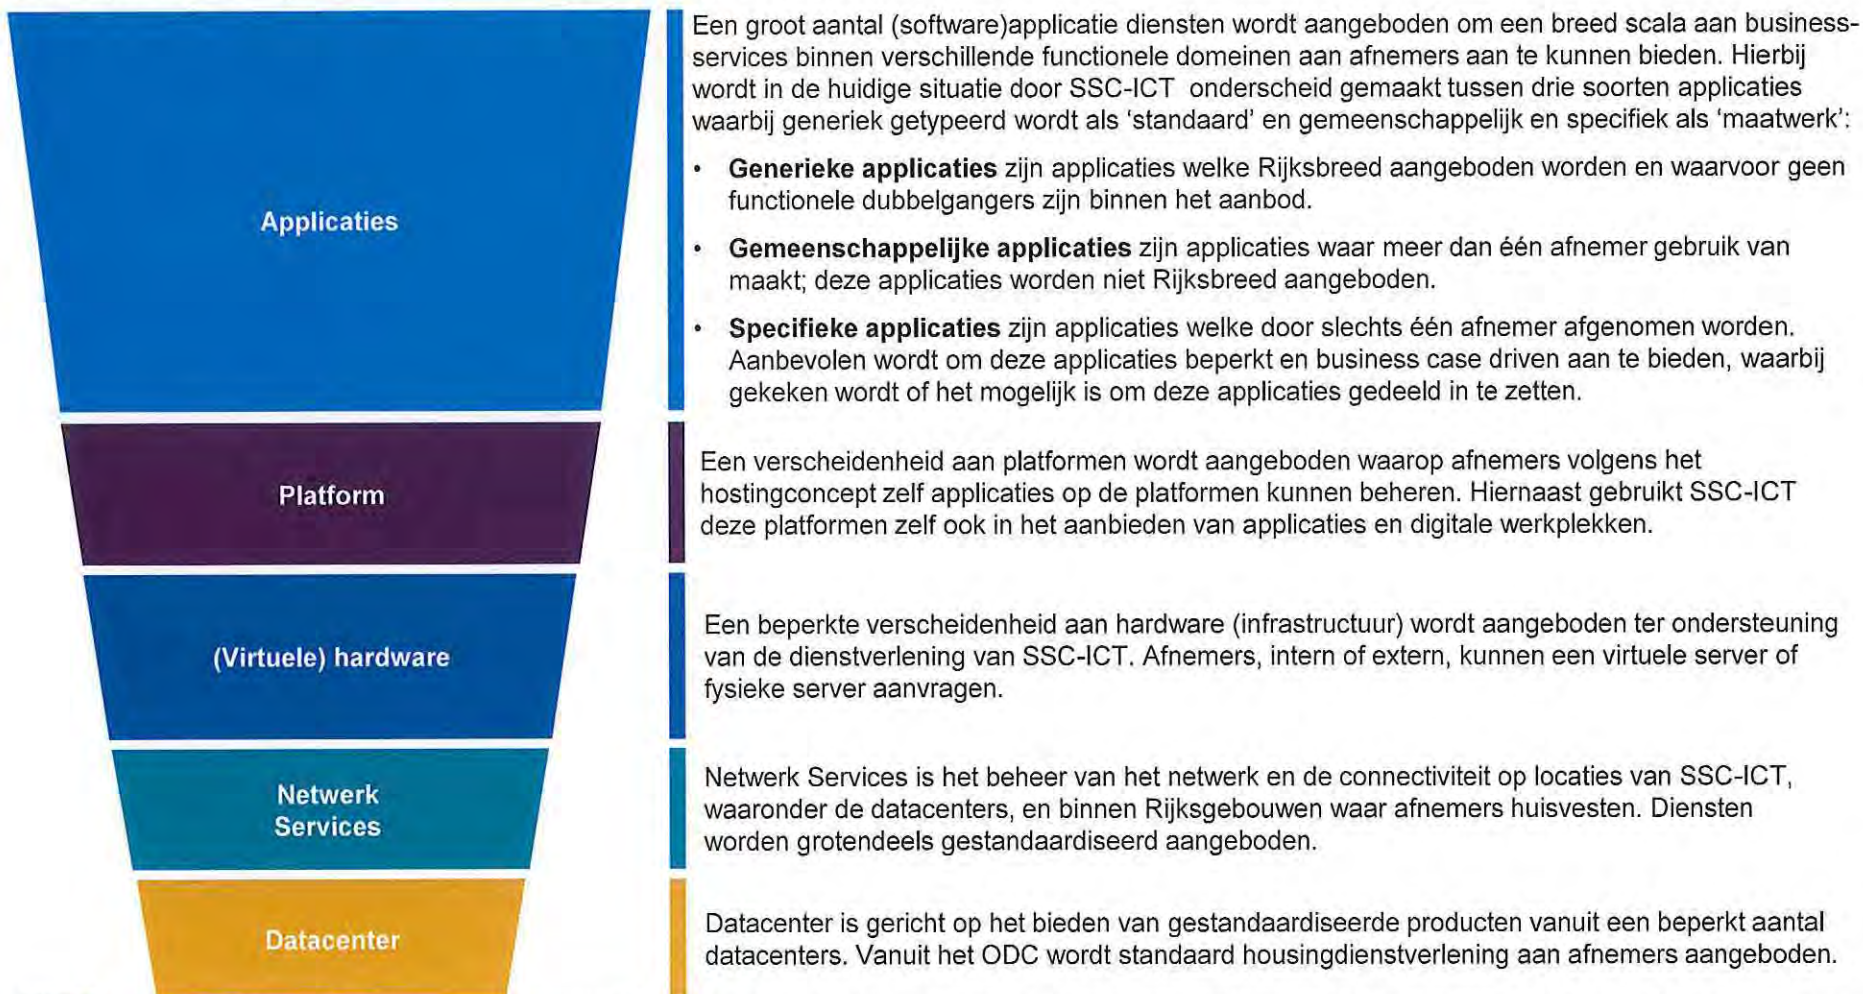 Een groot aantal (software)applicatie diensten wordt aangeboden om een breed scala aan business-
services binnen verschillende functionele domeinen aan afnemers aan te kunnen bieden. Hierbij
wordt in de huidige situatie door SSC-ICT onderscheid gemaakt tussen drie soorten applicaties
waarbij generiek getypeerd wordt als ‘standaard’ en gemeenschappelijk en specifiek als ‘maatwerk’:
• Generieke applicaties zijn applicaties welke Rijksbreed aangeboden worden en waarvoor geen
functionele dubbelgangers zijn binnen het aanbod.
Applicaties
• Gemeenschappelijke applicaties zijn applicaties waar meer dan één afnemer gebruik van
maakt; deze applicaties worden niet Rijksbreed aangeboden.
• Specifieke applicaties zijn applicaties welke door slechts één afnemer afgenomen worden.
Aanbevolen wordt om deze applicaties beperkt en business case driven aan te bieden, waarbij
gekeken wordt of het mogelijk is om deze applicaties gedeeld in te zetten.
Platform
Een verscheidenheid aan platformen wordt aangeboden waarop afnemers volgens het
hostingconcept zelf applicaties op de platformen kunnen beheren. Hiernaast gebruikt SSC-ICT
deze platformen zelf ook in het aanbieden van applicaties en digitale werkplekken.
(Virtuele) hardware
Een beperkte verscheidenheid aan hardware (infrastructuur) wordt aangeboden ter ondersteuning
van de dienstverlening van SSC-ICT. Afnemers, intern of extern, kunnen een virtuele server of
fysieke server aanvragen.
Netwerk
Services
Netwerk Services is het beheer van het netwerk en de connectiviteit op locaties van SSC-ICT,
waaronder de datacenters, en binnen Rijksgebouwen waar afnemers huisvesten. Diensten
worden grotendeels gestandaardiseerd aangeboden.
Datacenter
Datacenter is gericht op het bieden van gestandaardiseerde producten vanuit een beperkt aantal
datacenters. Vanuit het ODC wordt standaard housingdienstverlening aan afnemers aangeboden.